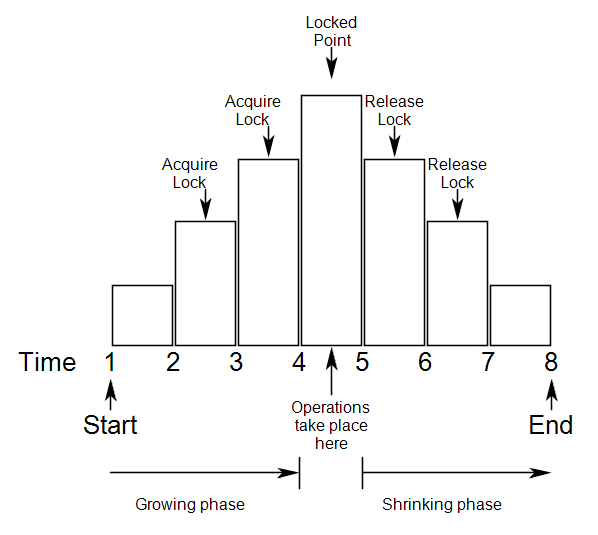 Locked
Point
Acquire
Lock
Release
Lock
Acquire
Lock
Release
Lock
Time 1 2 3 4 5 6 7 8
Start
Operations
take place
here
End
Growing phase
Shrinking phase